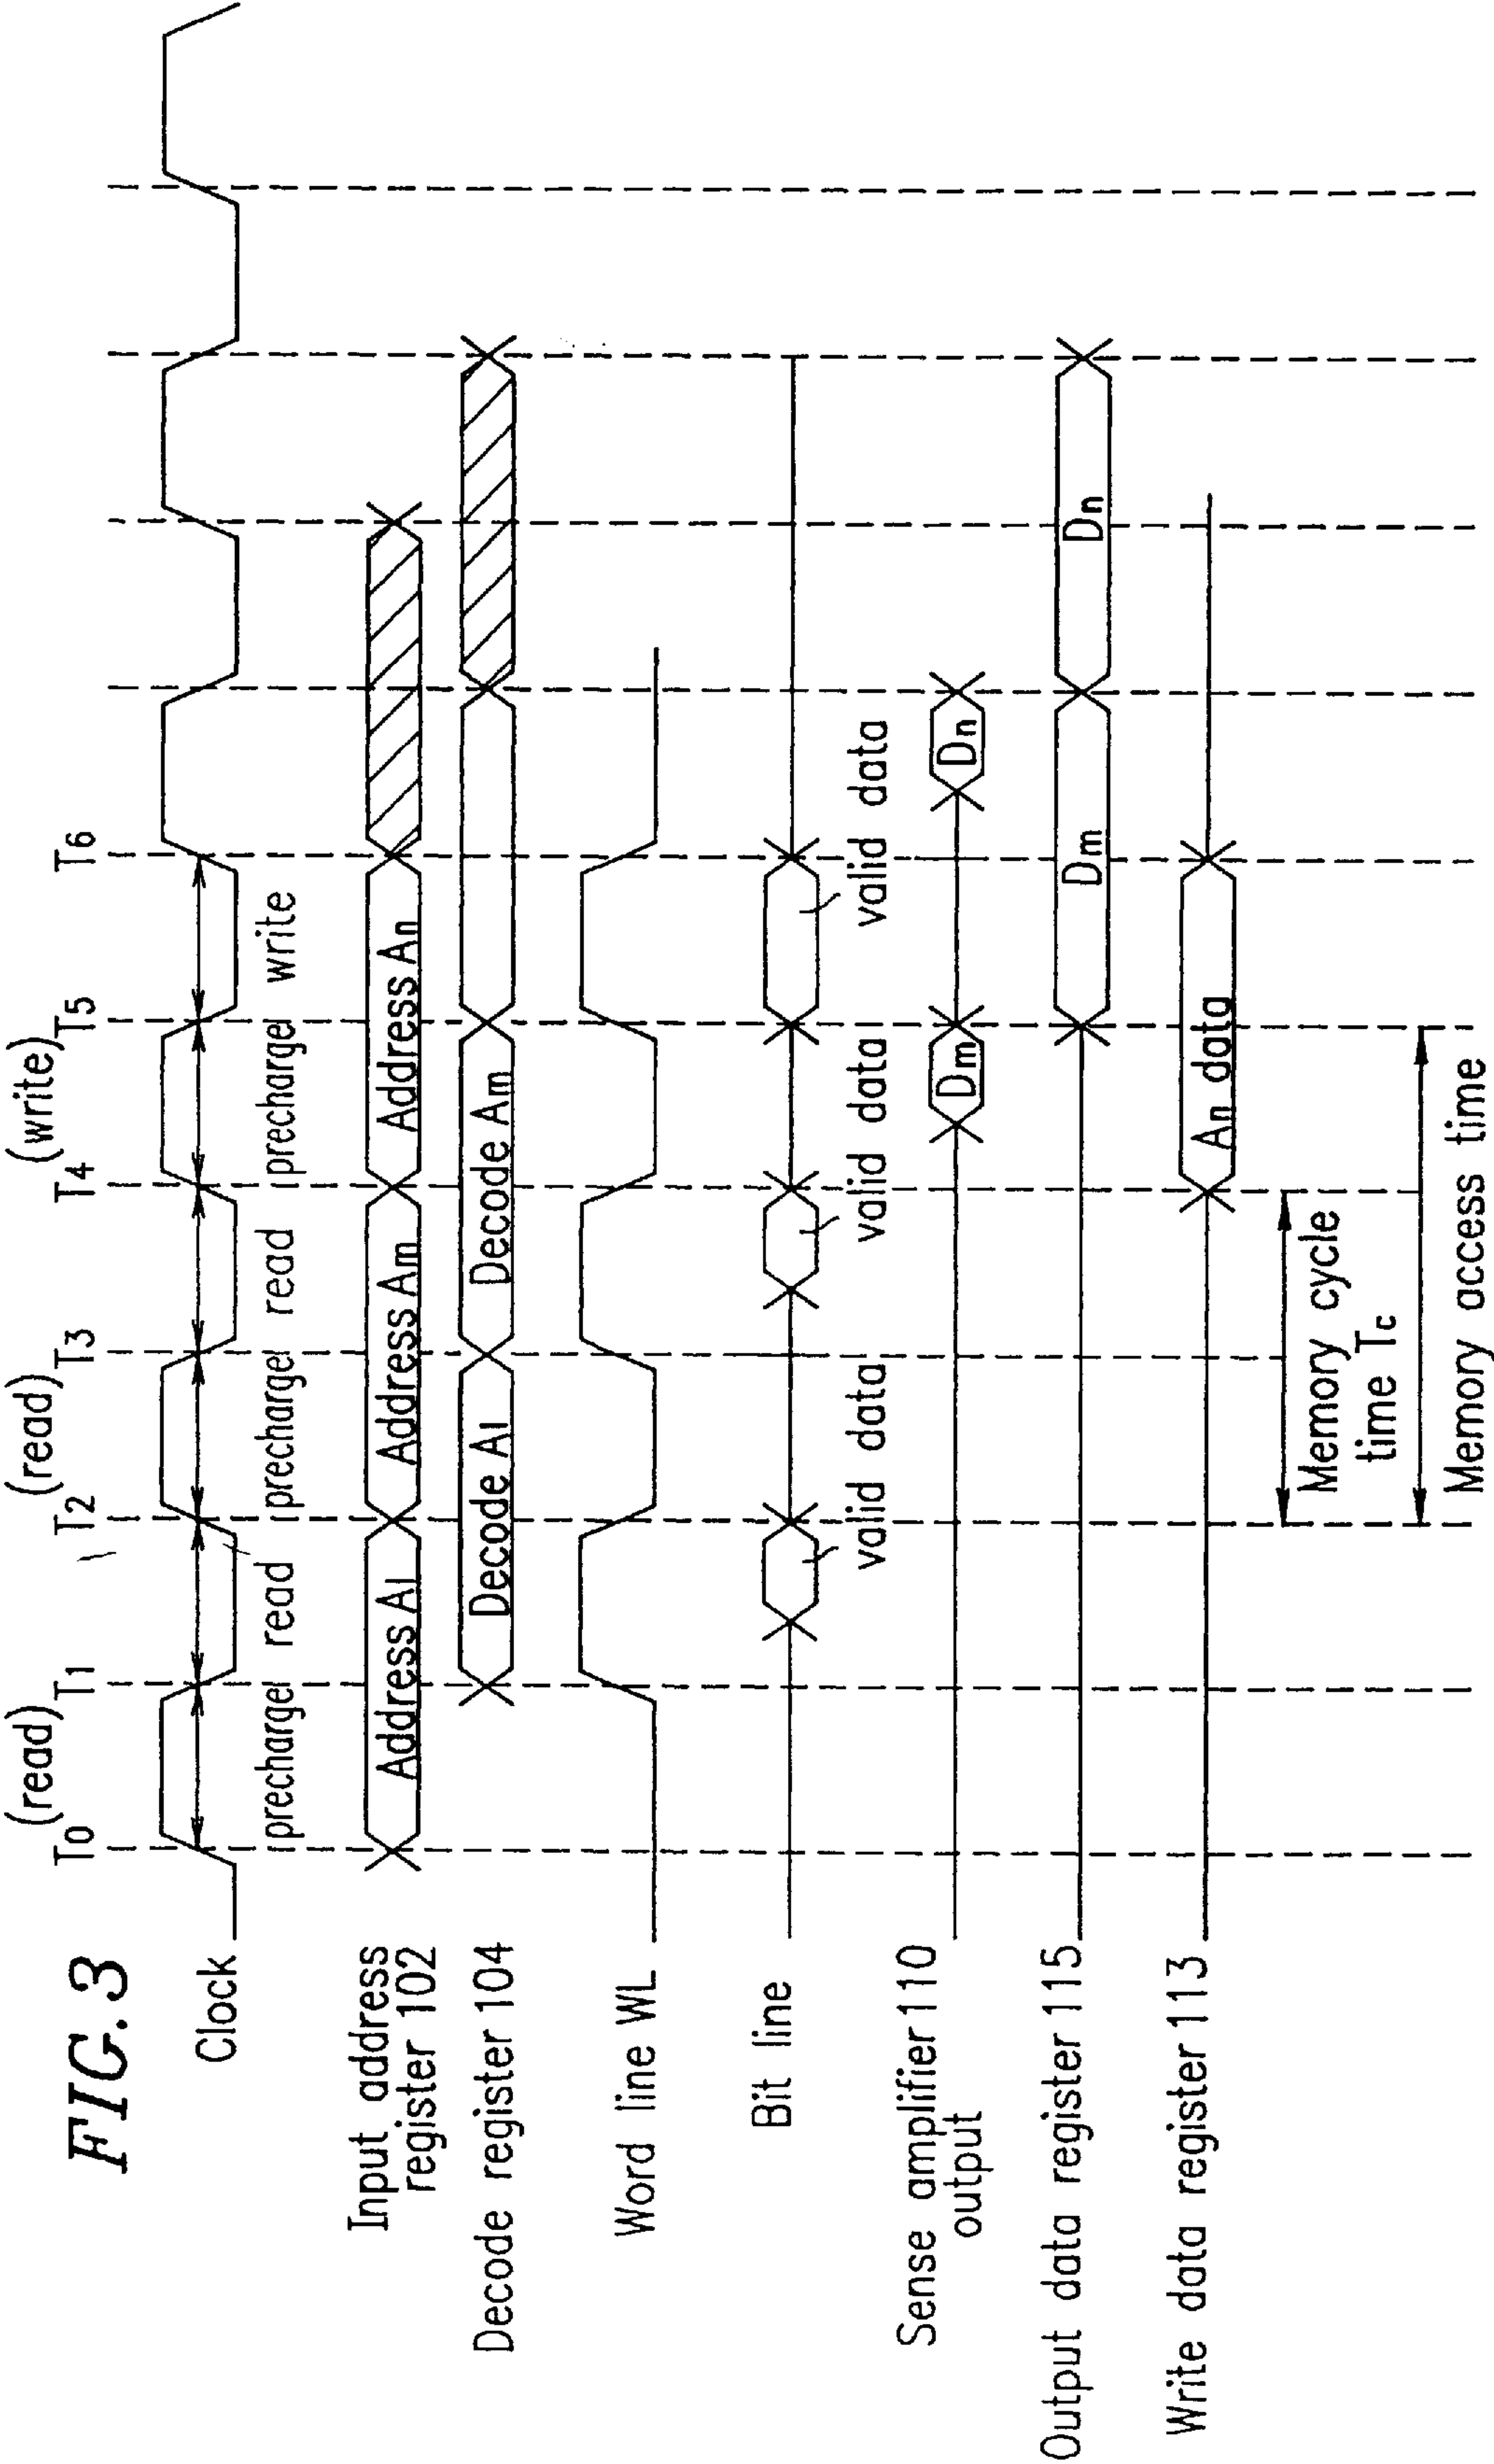 FIG. 3
(read) (read) (write)
T0 T1 T2 T3 T4 T5 T6
Clock
precharge read precharge read precharge write
Input address
register 102
Address Al Address Am Address An
Decode register 104
Decode Al Decode Am
Word line WL
Bit line
valid data valid data valid data
Sense amplifier 110
output
Dm Dn
Output data register 115
Dm Dn
Write data register 113
An data
Memory cycle
time Tc
Memory access time